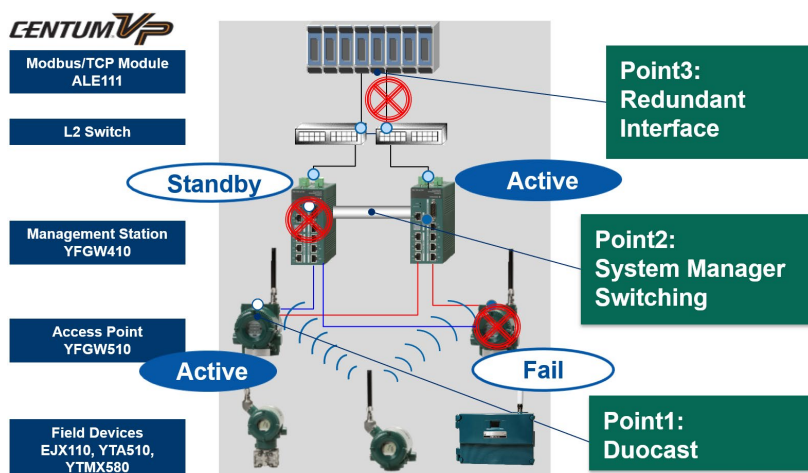 CENTUM VP
Modbus/TCP Module
ALE111
L2 Switch
Management Station
YFGW410
Access Point
YFGW510
Field Devices
EJX110, YTA510,
YTMX580
Standby
Active
Active
Fail
Point3:
Redundant
Interface
Point2:
System Manager
Switching
Point1:
Duocast